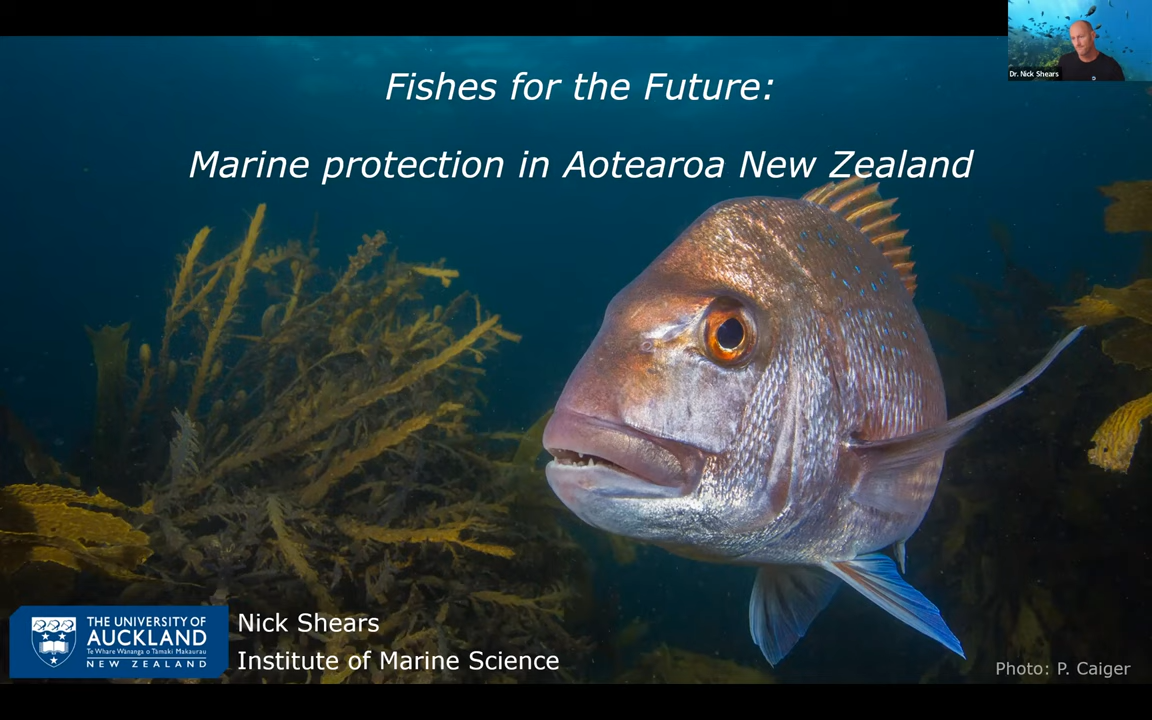 Dr. Nick Shears
Fishes for the Future:
Marine protection in Aotearoa New Zealand
THE UNIVERSITY OF
AUCKLAND
Te Whare Wānanga o Tāmaki Makaurau
NEW ZEALAND
Nick Shears
Institute of Marine Science
Photo: P. Caiger